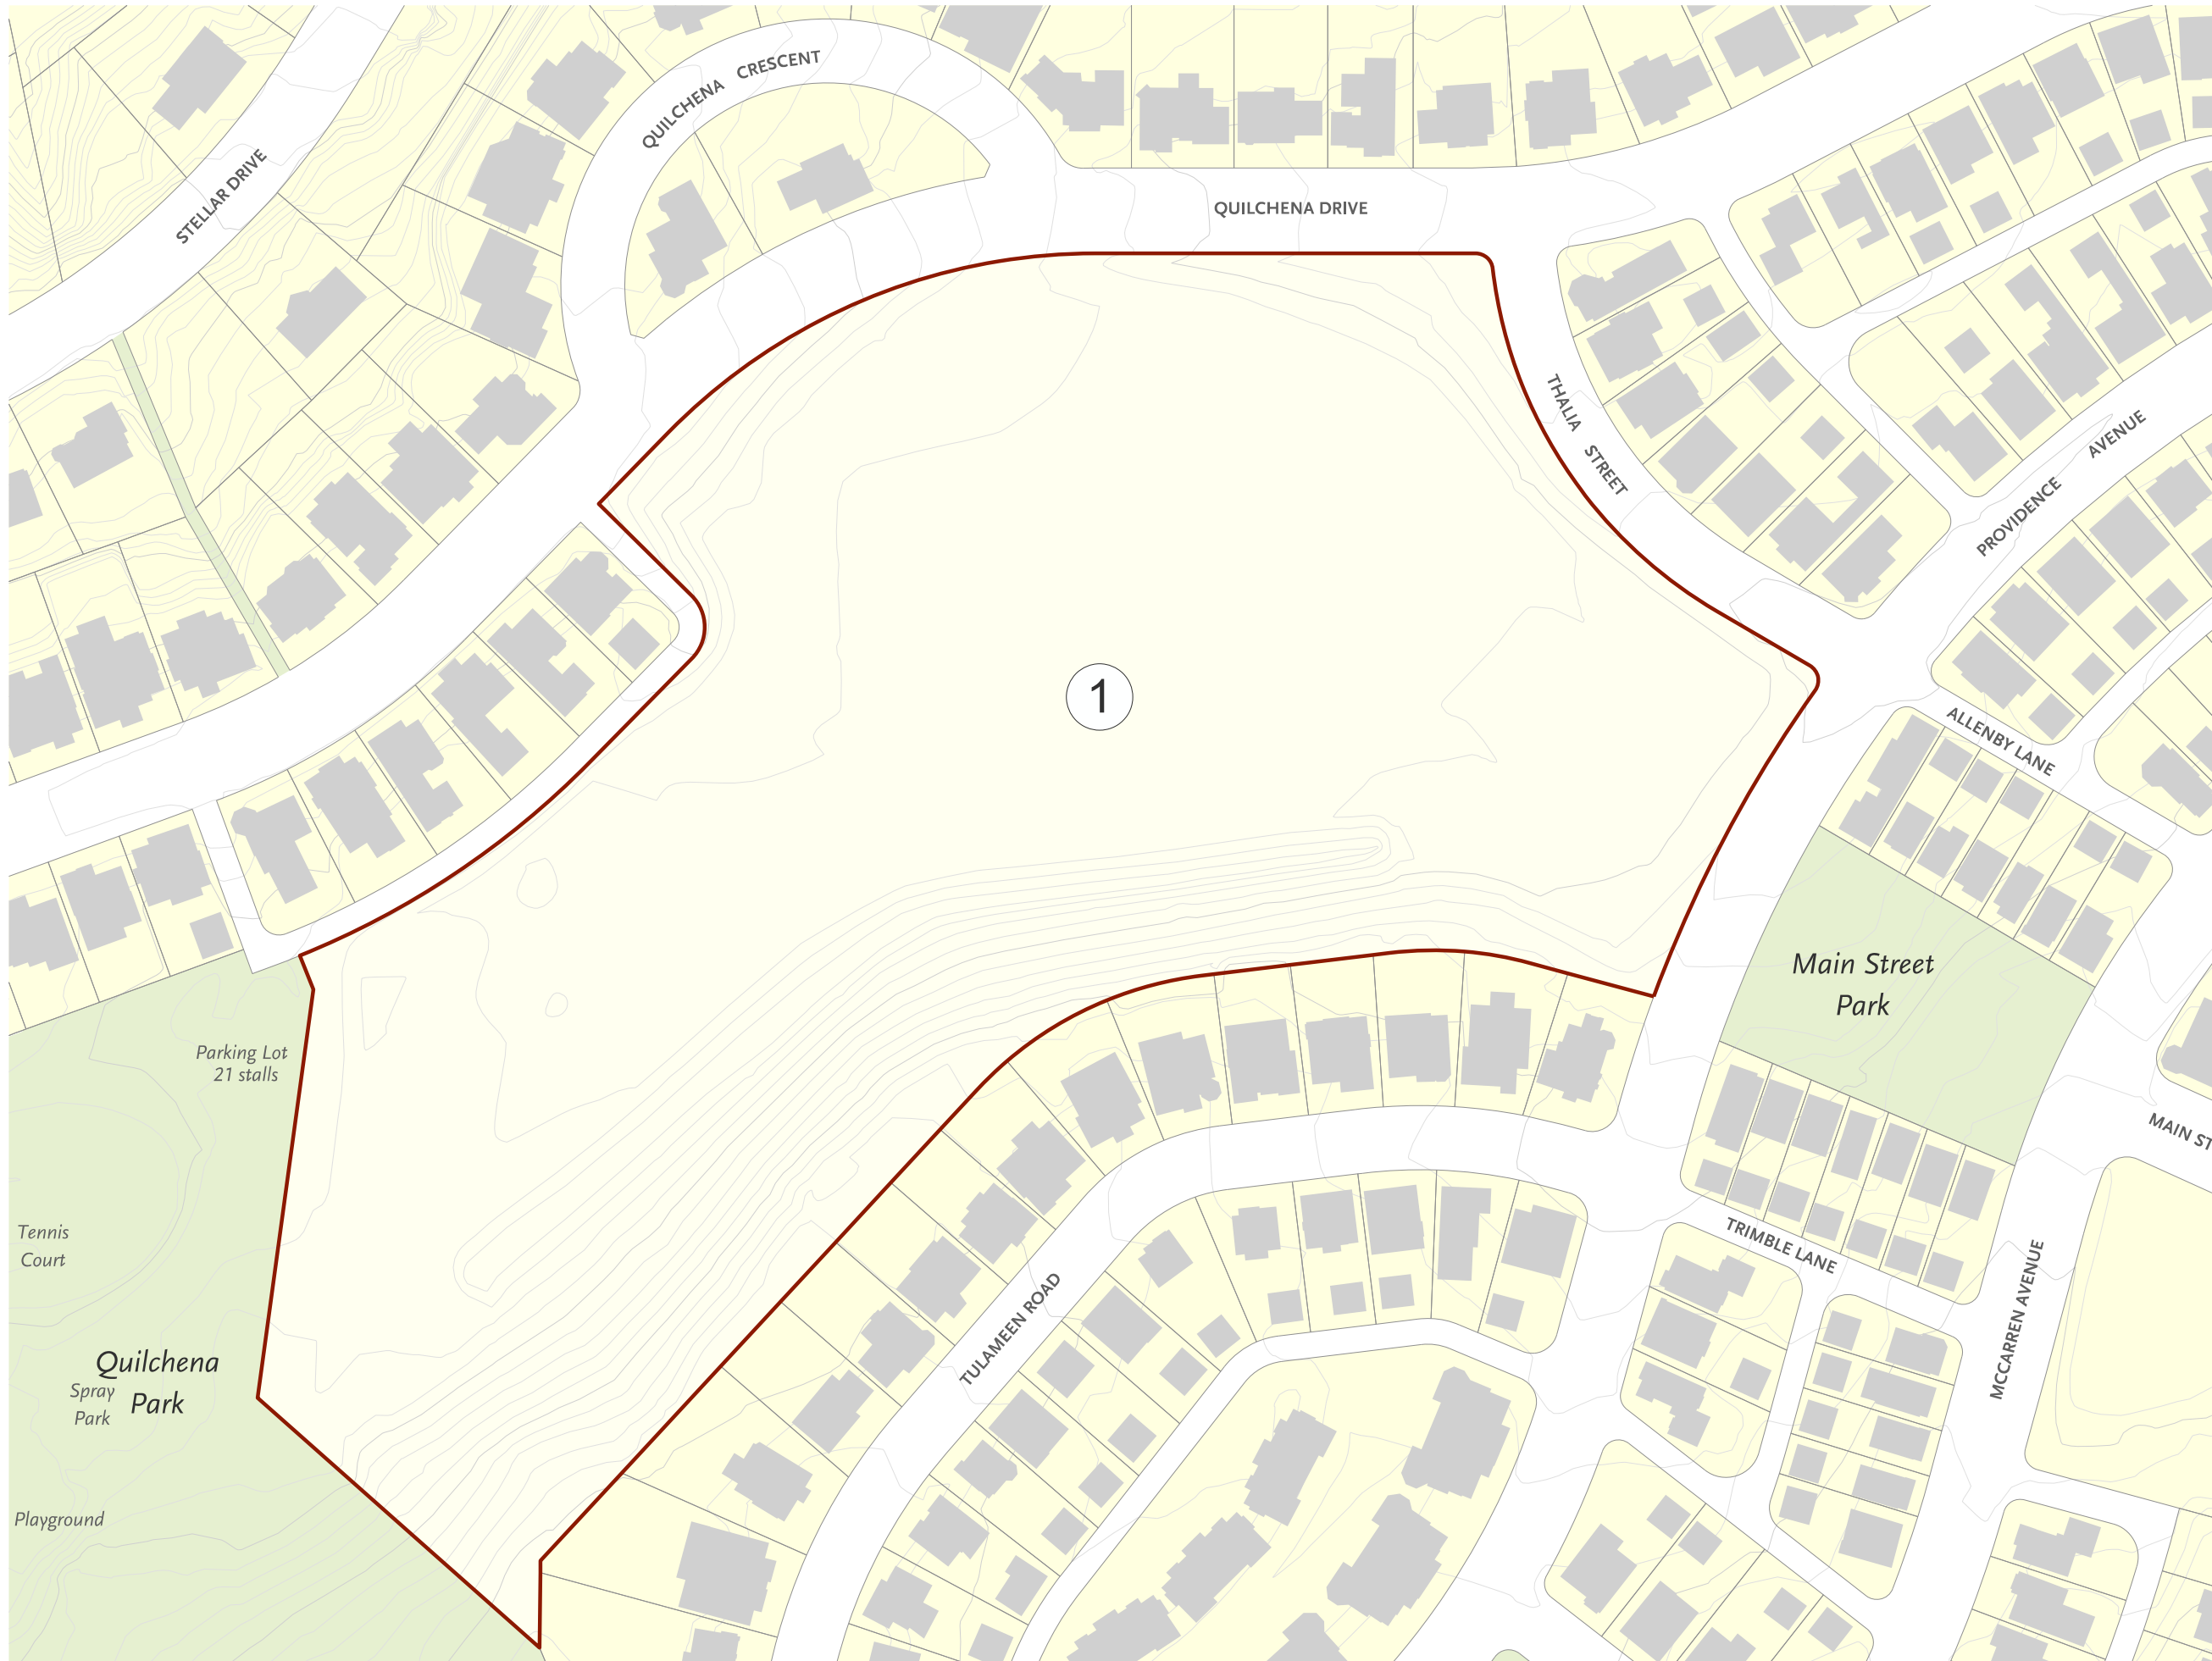 QUILCHENA CRESCENT
STELLAR DRIVE
QUILCHENA DRIVE
THALIA STREET
PROVIDENCE AVENUE
1
ALLENBY LANE
Main Street
Park
Parking Lot
21 stalls
MAIN ST
Tennis
Court
TRIMBLE LANE
MCCARREN AVENUE
TULAMEEN ROAD
Quilchena
Park
Spray
Park
Playground